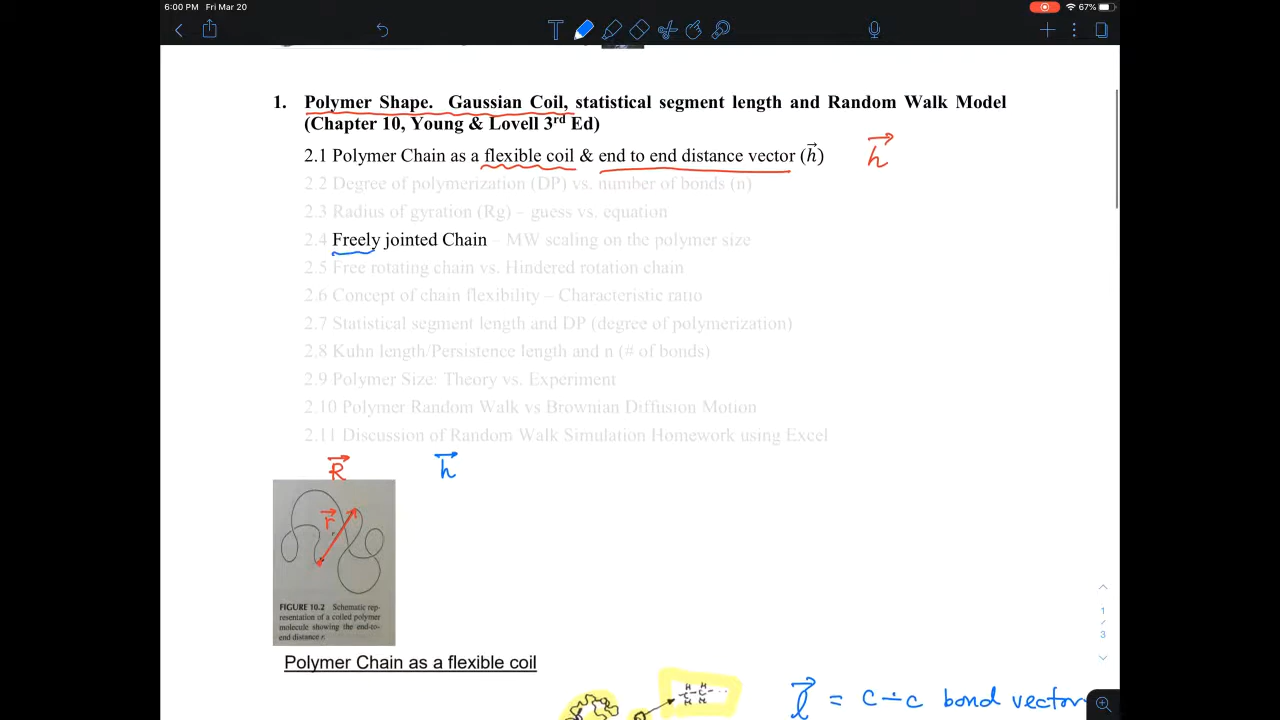 6:00 PM Fri Mar 20
67%
T
1. Polymer Shape. Gaussian Coil, statistical segment length and Random Walk Model
(Chapter 10, Young & Lovell 3rd Ed)
2.1 Polymer Chain as a flexible coil & end to end distance vector (h⃗) h⃗
2.2 Degree of polymerization (DP) vs. number of bonds (n)
2.3 Radius of gyration (Rg) – guess vs. equation
2.4 Freely jointed Chain – MW scaling on the polymer size
2.5 Free rotating chain vs. Hindered rotation chain
2.6 Concept of chain flexibility – Characteristic ratio
2.7 Statistical segment length and DP (degree of polymerization)
2.8 Kuhn length/Persistence length and n (# of bonds)
2.9 Polymer Size: Theory vs. Experiment
2.10 Polymer Random Walk vs Brownian Diffusion Motion
2.11 Discussion of Random Walk Simulation Homework using Excel
R⃗ h⃗
r⃗
FIGURE 10.2 Schematic rep-
resentation of a coiled polymer
molecule showing the end-to-
end distance r.
1
/
3
Polymer Chain as a flexible coil
H H
-C-C-...
H H
l⃗ = C-C bond vector